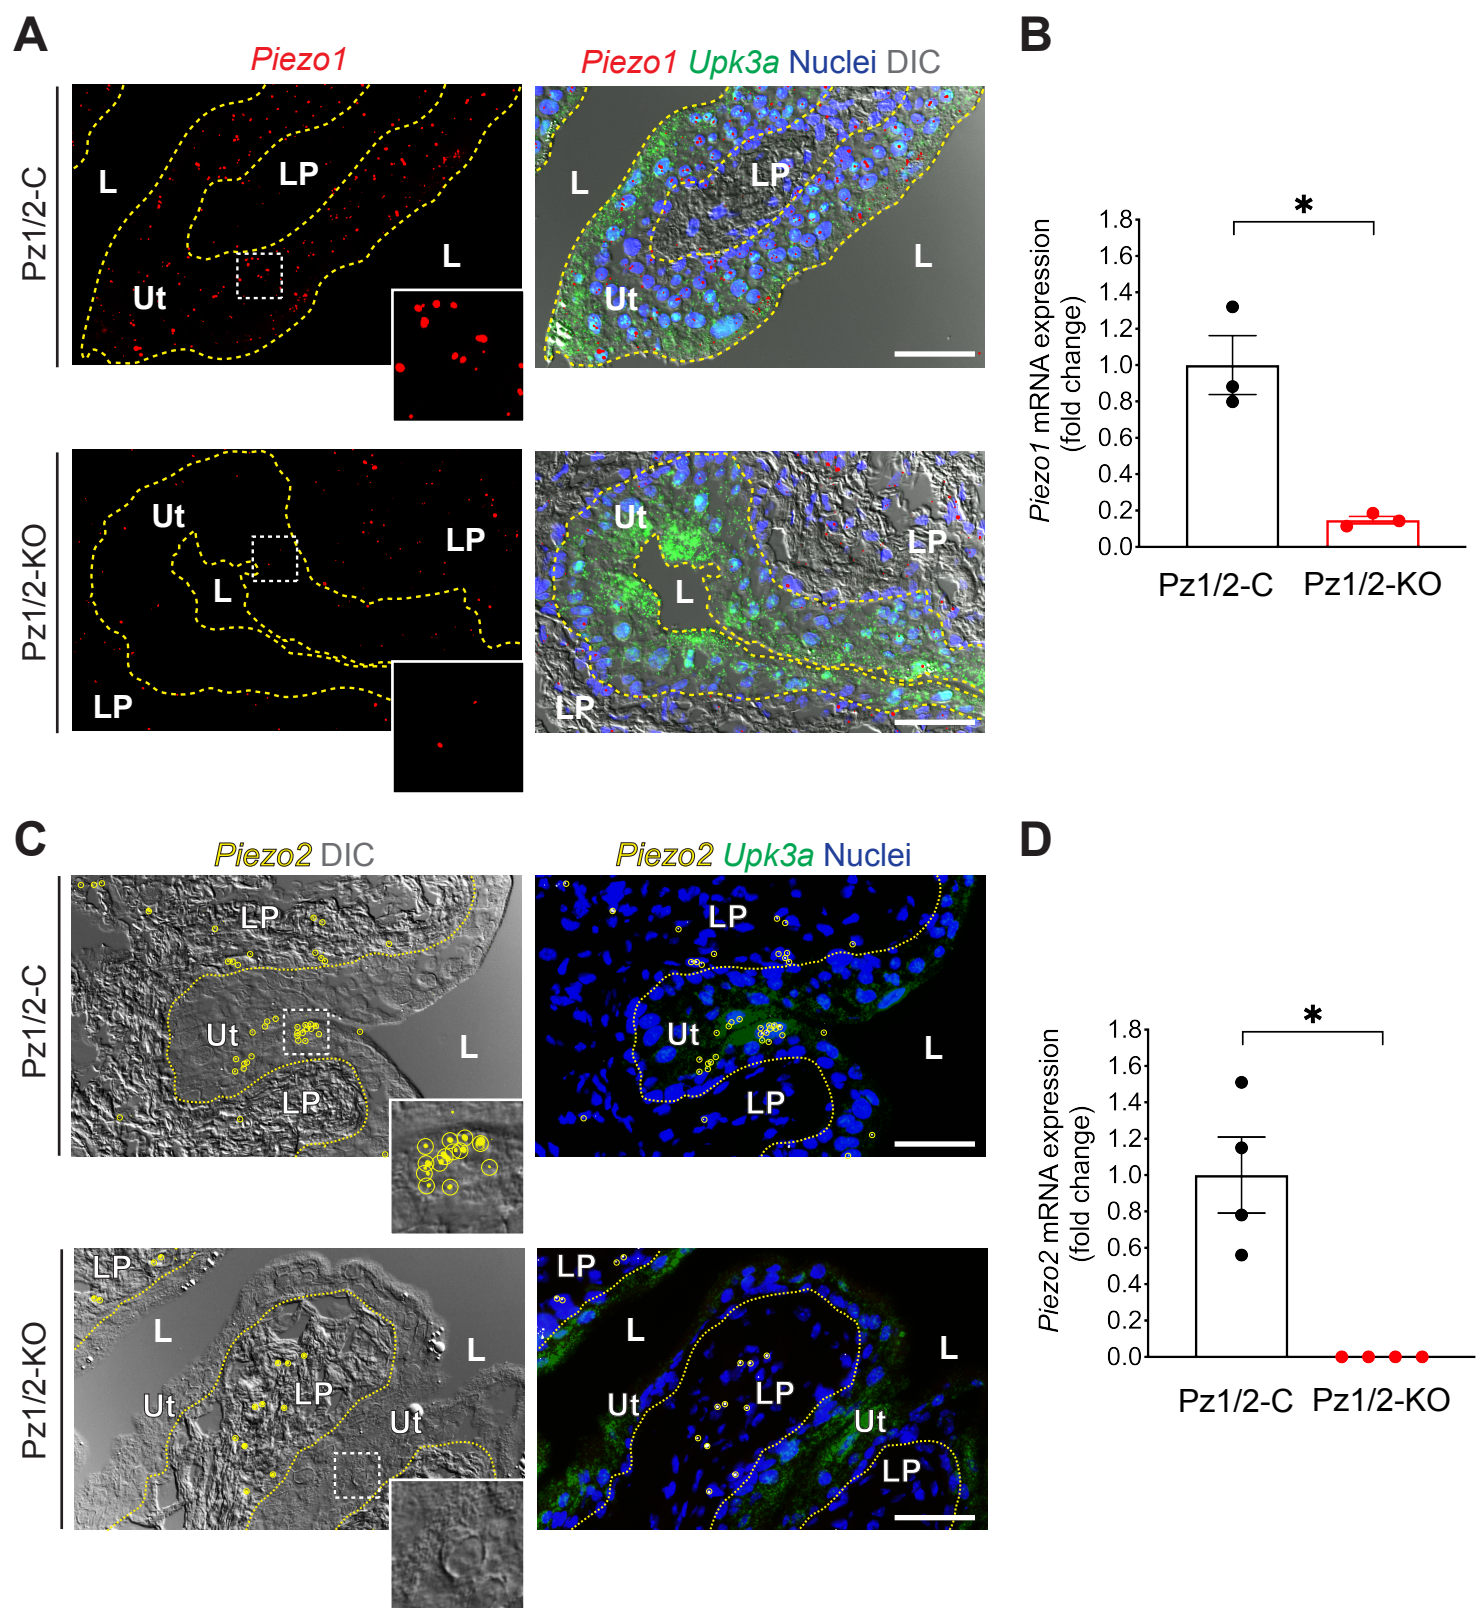 A
Piezo1
Piezo1 Upk3a Nuclei DIC
Pz1/2-C
L
LP
L
Ut
L
LP
L
Ut
Pz1/2-KO
Ut
LP
L
LP
Ut
LP
L
LP
B
Piezo1 mRNA expression
(fold change)
1.8
1.6
1.4
1.2
1.0
0.8
0.6
0.4
0.2
0.0
*
Pz1/2-C Pz1/2-KO
C
Piezo2 DIC
Piezo2 Upk3a Nuclei
Pz1/2-C
LP
Ut
L
LP
LP
Ut
L
LP
Pz1/2-KO
LP
L
L
LP
Ut
Ut
LP
L
L
LP
Ut
Ut
LP
D
Piezo2 mRNA expression
(fold change)
1.8
1.6
1.4
1.2
1.0
0.8
0.6
0.4
0.2
0.0
*
Pz1/2-C Pz1/2-KO